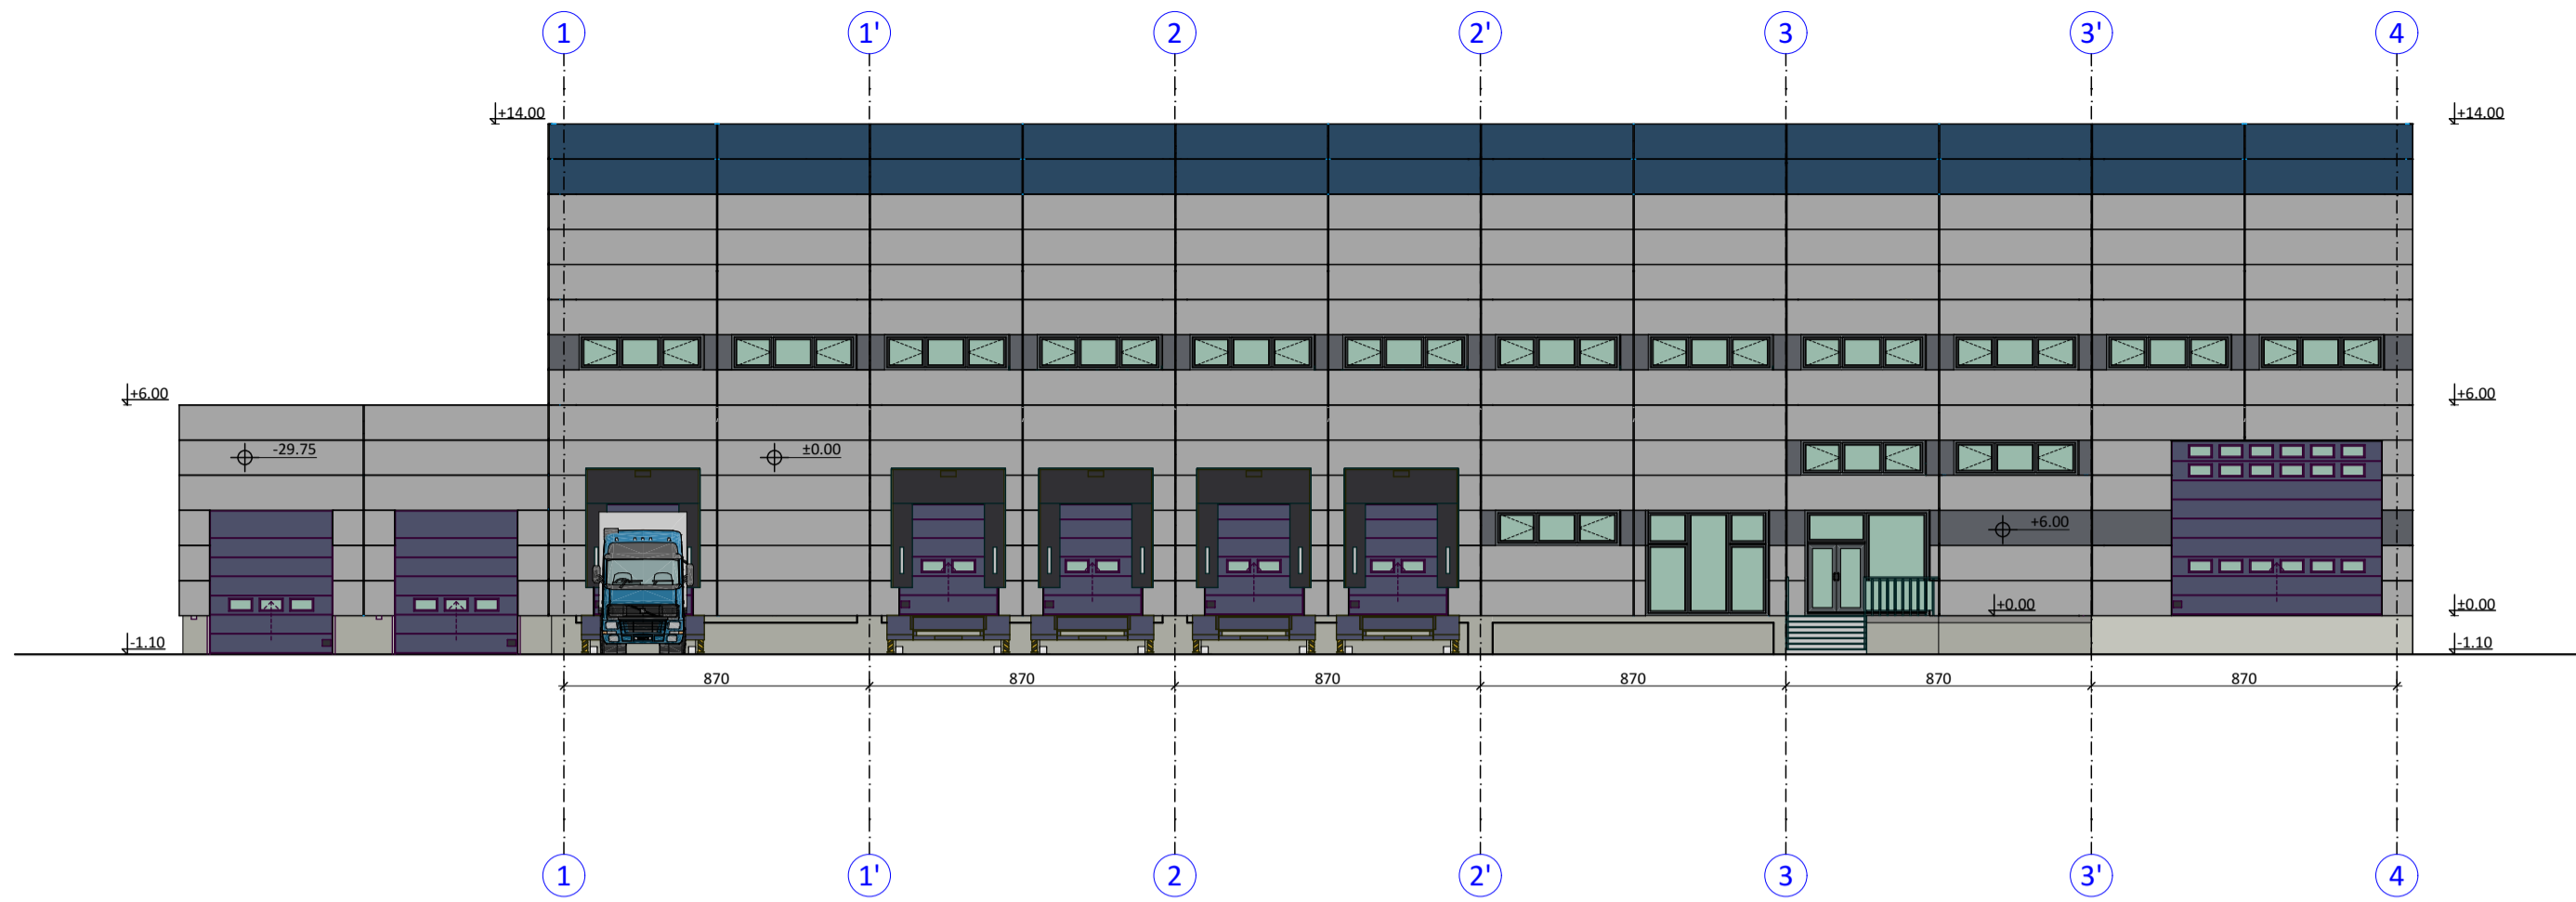 1 1' 2 2' 3 3' 4
+14.00 +14.00
+6.00 +6.00
-29.75 ±0.00
+6.00
+0.00 ±0.00
-1.10 -1.10
870 870 870 870 870 870
1 1' 2 2' 3 3' 4